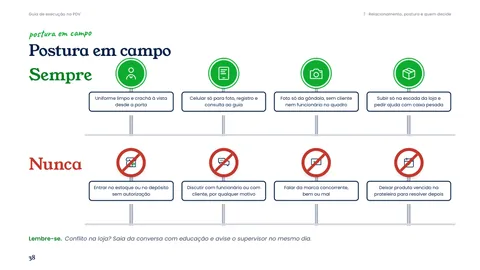 Guia de execução no PDV
7 · Relacionamento, postura e quem decide
postura em campo
Postura em campo
Sempre
Uniforme limpo e crachá à vista
desde a porta
Celular só para foto, registro e
consulta ao guia
Foto só da gôndola, sem cliente
nem funcionário no quadro
Subir só na escada da loja e
pedir ajuda com caixa pesada
Nunca
Entrar no estoque ou no depósito
sem autorização
Discutir com funcionário ou com
cliente, por qualquer motivo
Falar da marca concorrente,
bem ou mal
Deixar produto vencido na
prateleira para resolver depois
Lembre-se. Conflito na loja? Saia da conversa com educação e avise o supervisor no mesmo dia.
38